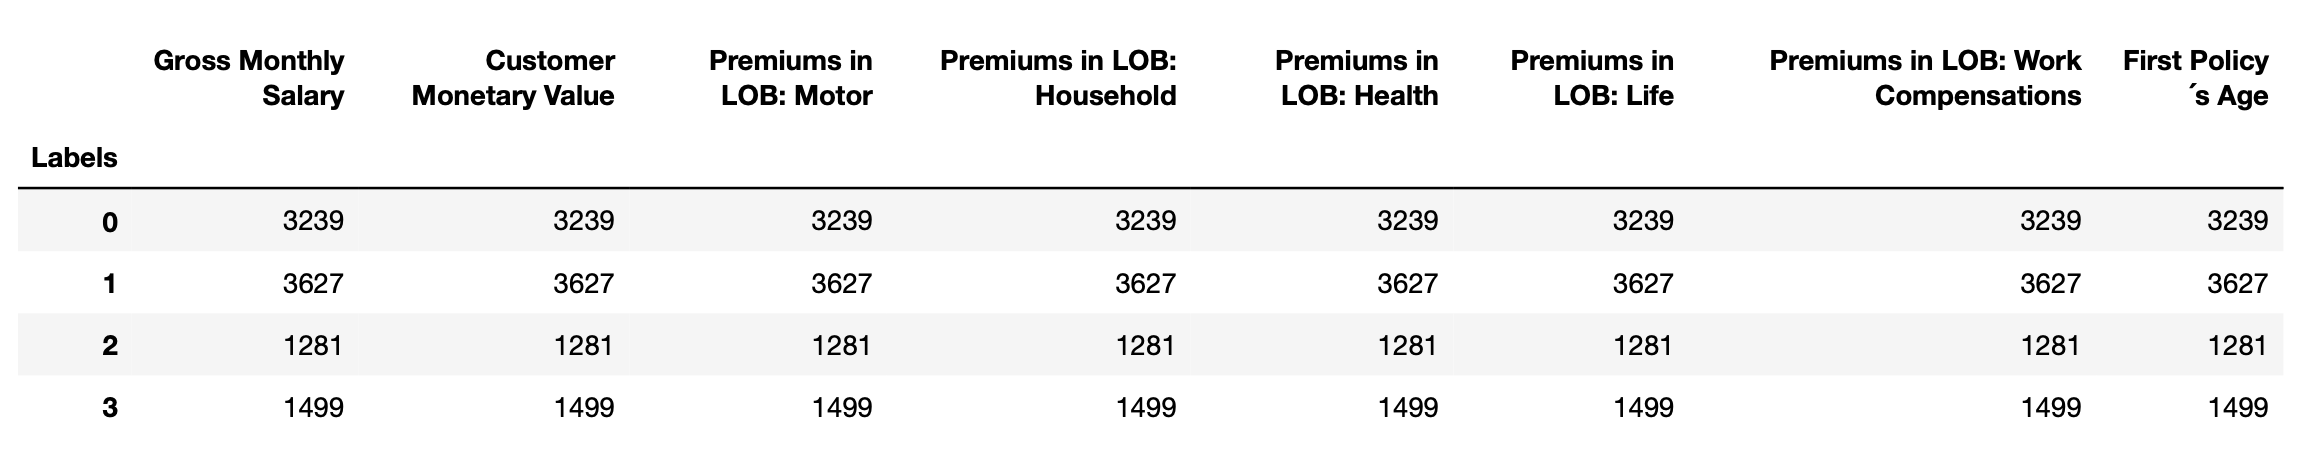 Gross Monthly Customer Premiums in Premiums in LOB: Premiums in Premiums in Premiums in LOB: Work First Policy
Salary Monetary Value LOB: Motor Household LOB: Health LOB: Life Compensations ´s Age
Labels
0 3239 3239 3239 3239 3239 3239 3239 3239
1 3627 3627 3627 3627 3627 3627 3627 3627
2 1281 1281 1281 1281 1281 1281 1281 1281
3 1499 1499 1499 1499 1499 1499 1499 1499